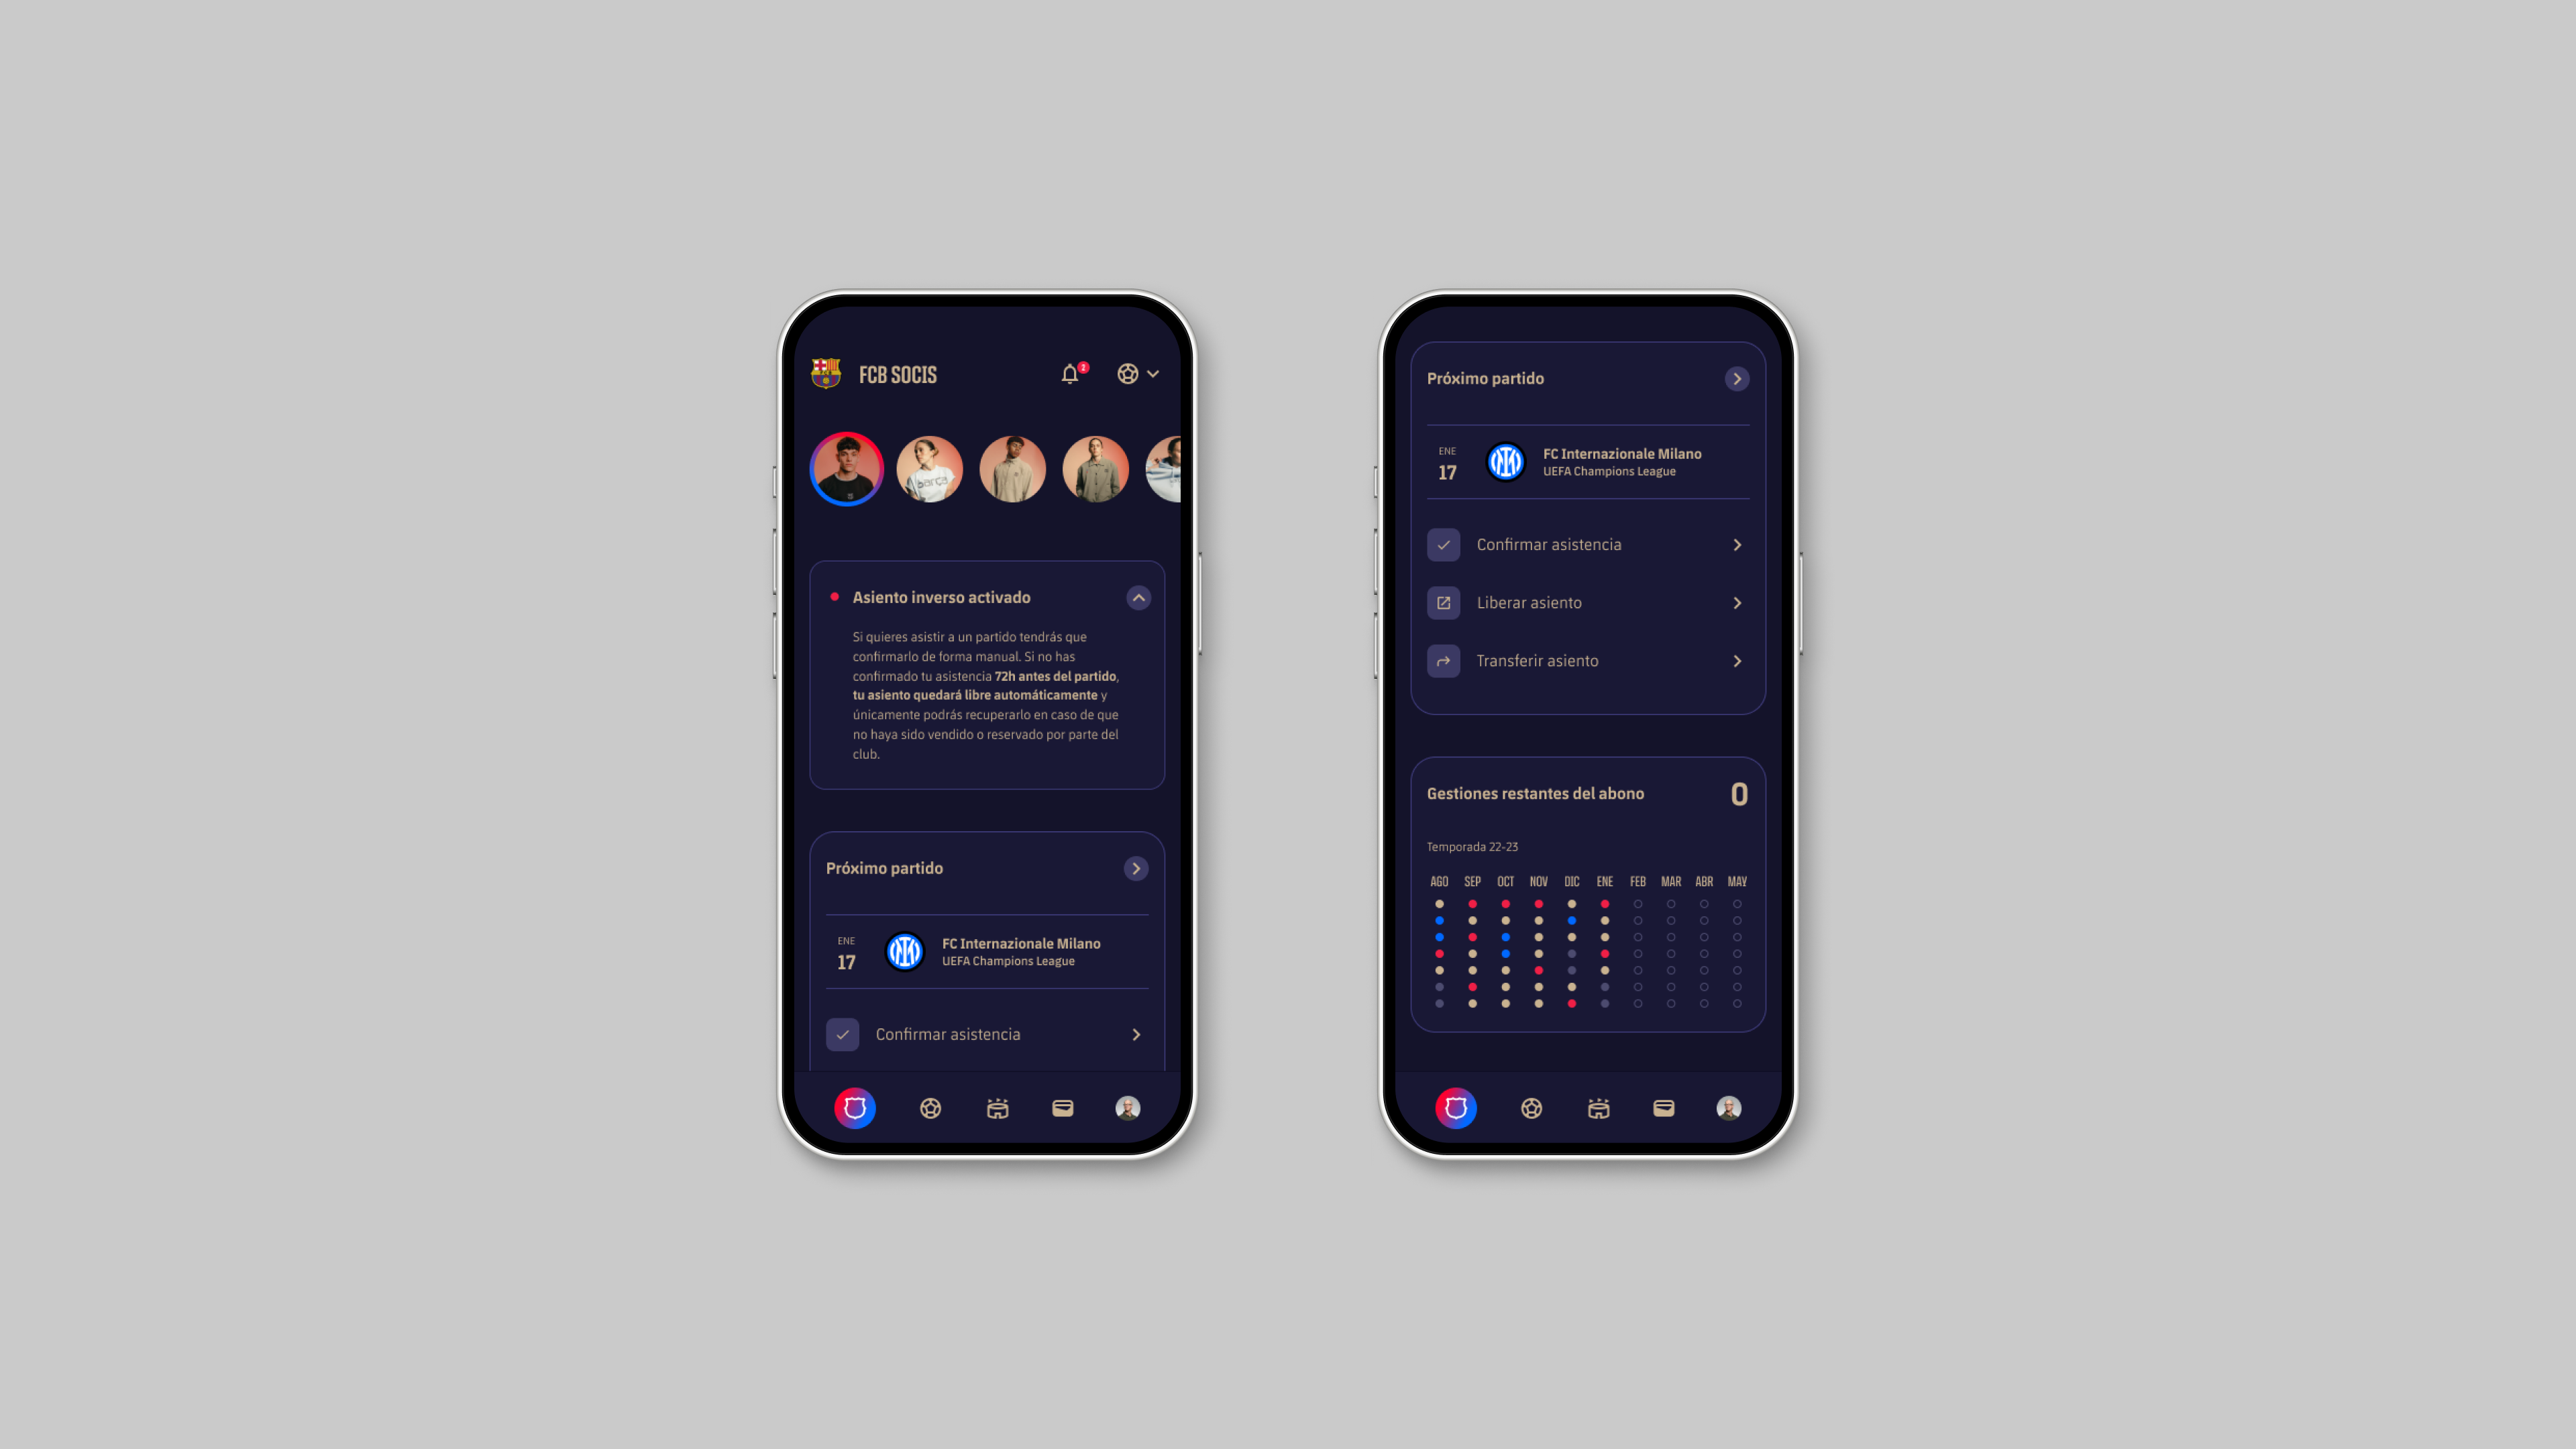 FCB SOCIS
2
barça
Asiento inverso activado
Si quieres asistir a un partido tendrás que
confirmarlo de forma manual. Si no has
confirmado tu asistencia 72h antes del partido,
tu asiento quedará libre automáticamente y
únicamente podrás recuperarlo en caso de que
no haya sido vendido o reservado por parte del
club.
Próximo partido
ENE
17
FC Internazionale Milano
UEFA Champions League
Confirmar asistencia
Próximo partido
ENE
17
FC Internazionale Milano
UEFA Champions League
Confirmar asistencia
Liberar asiento
Transferir asiento
Gestiones restantes del abono 0
Temporada 22-23
AGO SEP OCT NOV DIC ENE FEB MAR ABR MAY